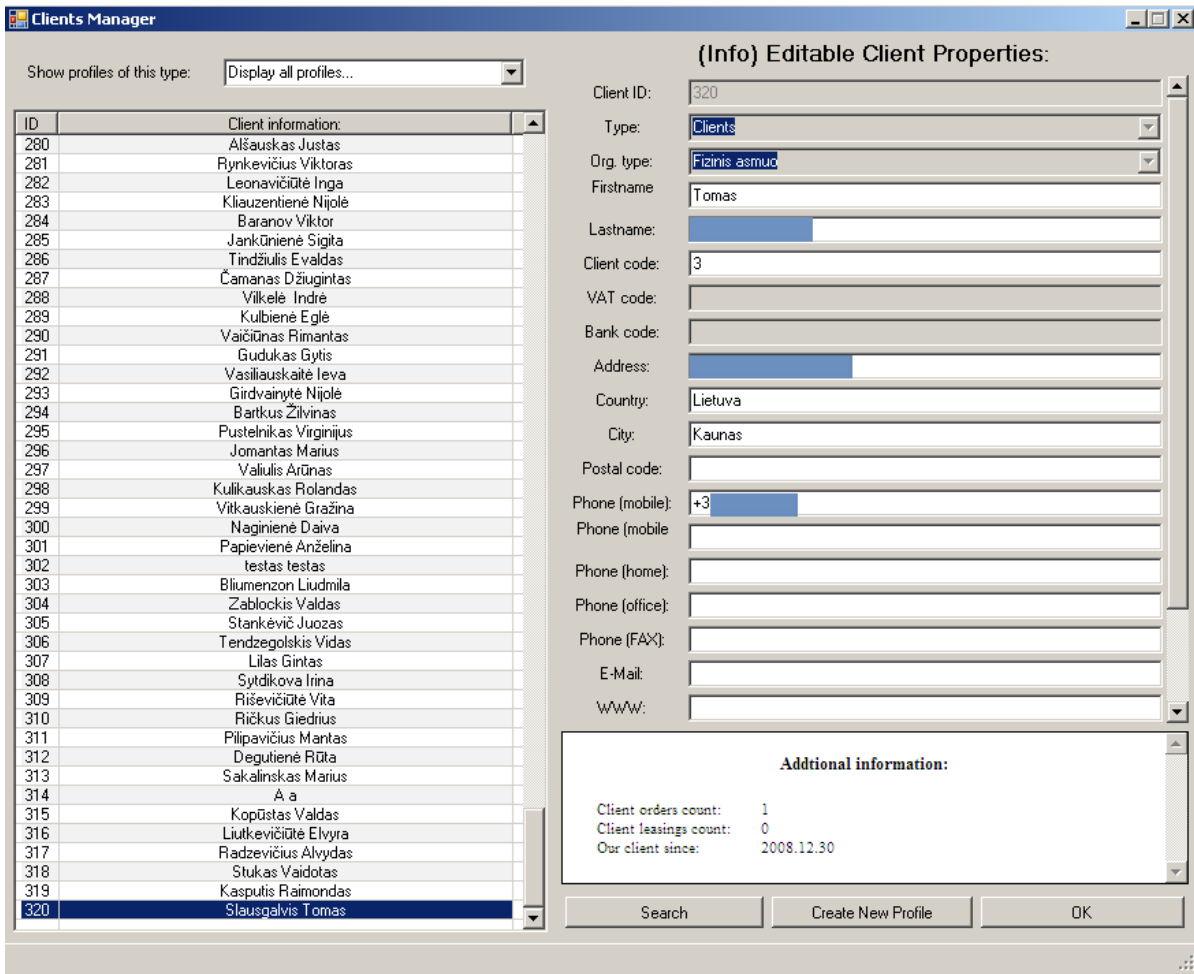 Clients Manager
(Info) Editable Client Properties:
Show profiles of this type: Display all profiles...
ID Client information:
280 Alšauskas Justas
281 Rynkevičius Viktoras
282 Leonavičiūtė Inga
283 Kliauzentienė Nijolė
284 Baranov Viktor
285 Jankūnienė Sigita
286 Tindžiulis Evaldas
287 Čamanas Džiugintas
288 Vilkelė Indrė
289 Kulbienė Eglė
290 Vaičiūnas Rimantas
291 Gudukas Gytis
292 Vasiliauskaitė Ieva
293 Girdvainytė Nijolė
294 Bartkus Žilvinas
295 Pustelnikas Virginijus
296 Jomantas Marius
297 Valiulis Arūnas
298 Kulikauskas Rolandas
299 Vitkauskienė Gražina
300 Naginienė Daiva
301 Papievienė Anželina
302 testas testas
303 Bliumenzon Liudmila
304 Zablockis Valdas
305 Stankėvič Juozas
306 Tendzegolskis Vidas
307 Lilas Gintas
308 Sytdikova Irina
309 Riševičiūtė Vita
310 Ričkus Giedrius
311 Pilipavičius Mantas
312 Degutienė Rūta
313 Sakalinskas Marius
314 A a
315 Kopūstas Valdas
316 Liutkevičiūtė Elvyra
317 Radzevičius Alvydas
318 Stukas Vaidotas
319 Kasputis Raimondas
320 Slausgalvis Tomas
Client ID: 320
Type: Clients
Org. type: Fizinis asmuo
Firstname Tomas
Lastname:
Client code: 3
VAT code:
Bank code:
Address:
Country: Lietuva
City: Kaunas
Postal code:
Phone (mobile): +3
Phone (mobile
Phone (home):
Phone (office):
Phone (FAX):
E-Mail:
WWW:
Addtional information:
Client orders count: 1
Client leasings count: 0
Our client since: 2008.12.30
Search Create New Profile OK